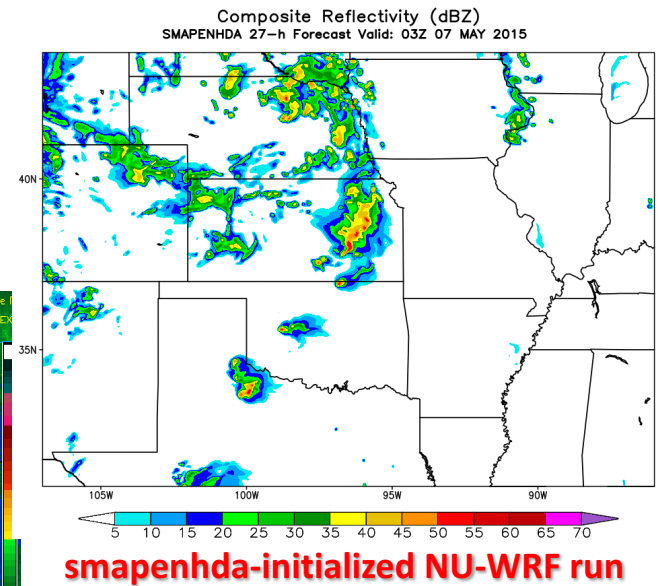 Composite Reflectivity (dBZ)
SMAPENHDA 27-h Forecast Valid: 03Z 07 MAY 2015
40N
35N
105W 100W 95W 90W
5 10 15 20 25 30 35 40 45 50 55 60 65 70
smapenhda-initialized NU-WRF run